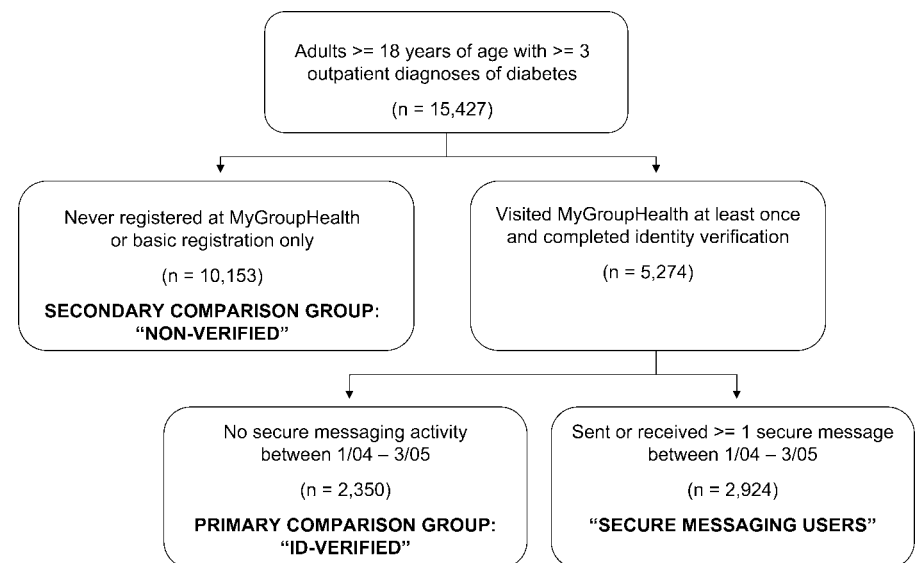 Adults >= 18 years of age with >= 3
outpatient diagnoses of diabetes
(n = 15,427)
Never registered at MyGroupHealth
or basic registration only
(n = 10,153)
SECONDARY COMPARISON GROUP:
“NON-VERIFIED”
Visited MyGroupHealth at least once
and completed identity verification
(n = 5,274)
No secure messaging activity
between 1/04 – 3/05
(n = 2,350)
PRIMARY COMPARISON GROUP:
“ID-VERIFIED”
Sent or received >= 1 secure message
between 1/04 – 3/05
(n = 2,924)
“SECURE MESSAGING USERS”